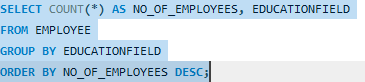 SELECT COUNT(*) AS NO_OF_EMPLOYEES, EDUCATIONFIELD
FROM EMPLOYEE
GROUP BY EDUCATIONFIELD
ORDER BY NO_OF_EMPLOYEES DESC;